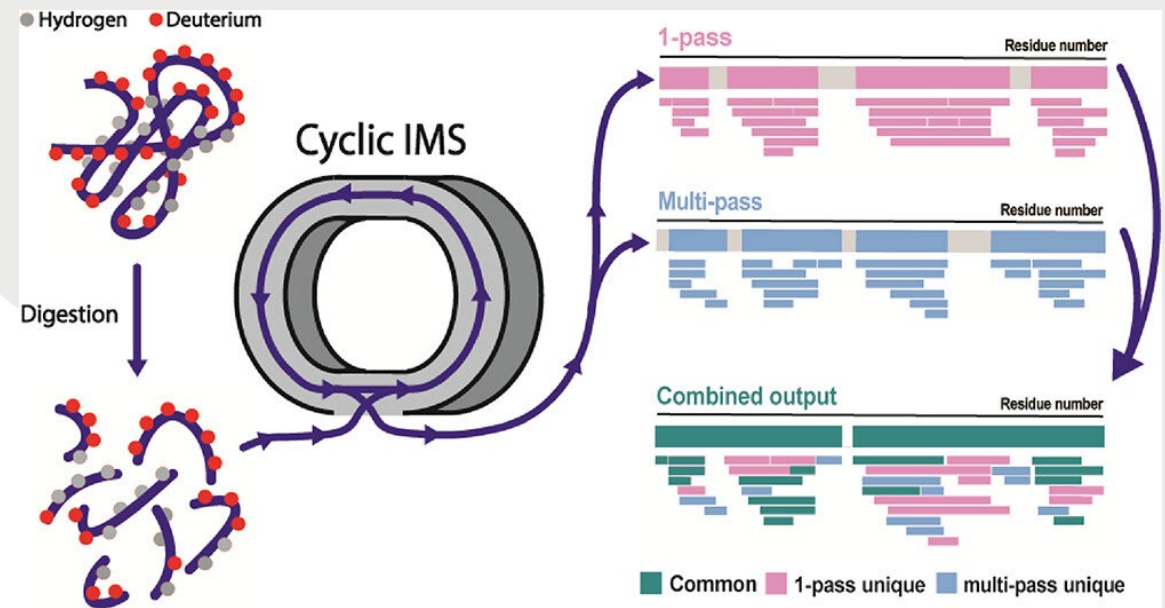 Hydrogen Deuterium
Digestion
Cyclic IMS
1-pass
Residue number
Multi-pass
Residue number
Combined output
Residue number
Common 1-pass unique multi-pass unique